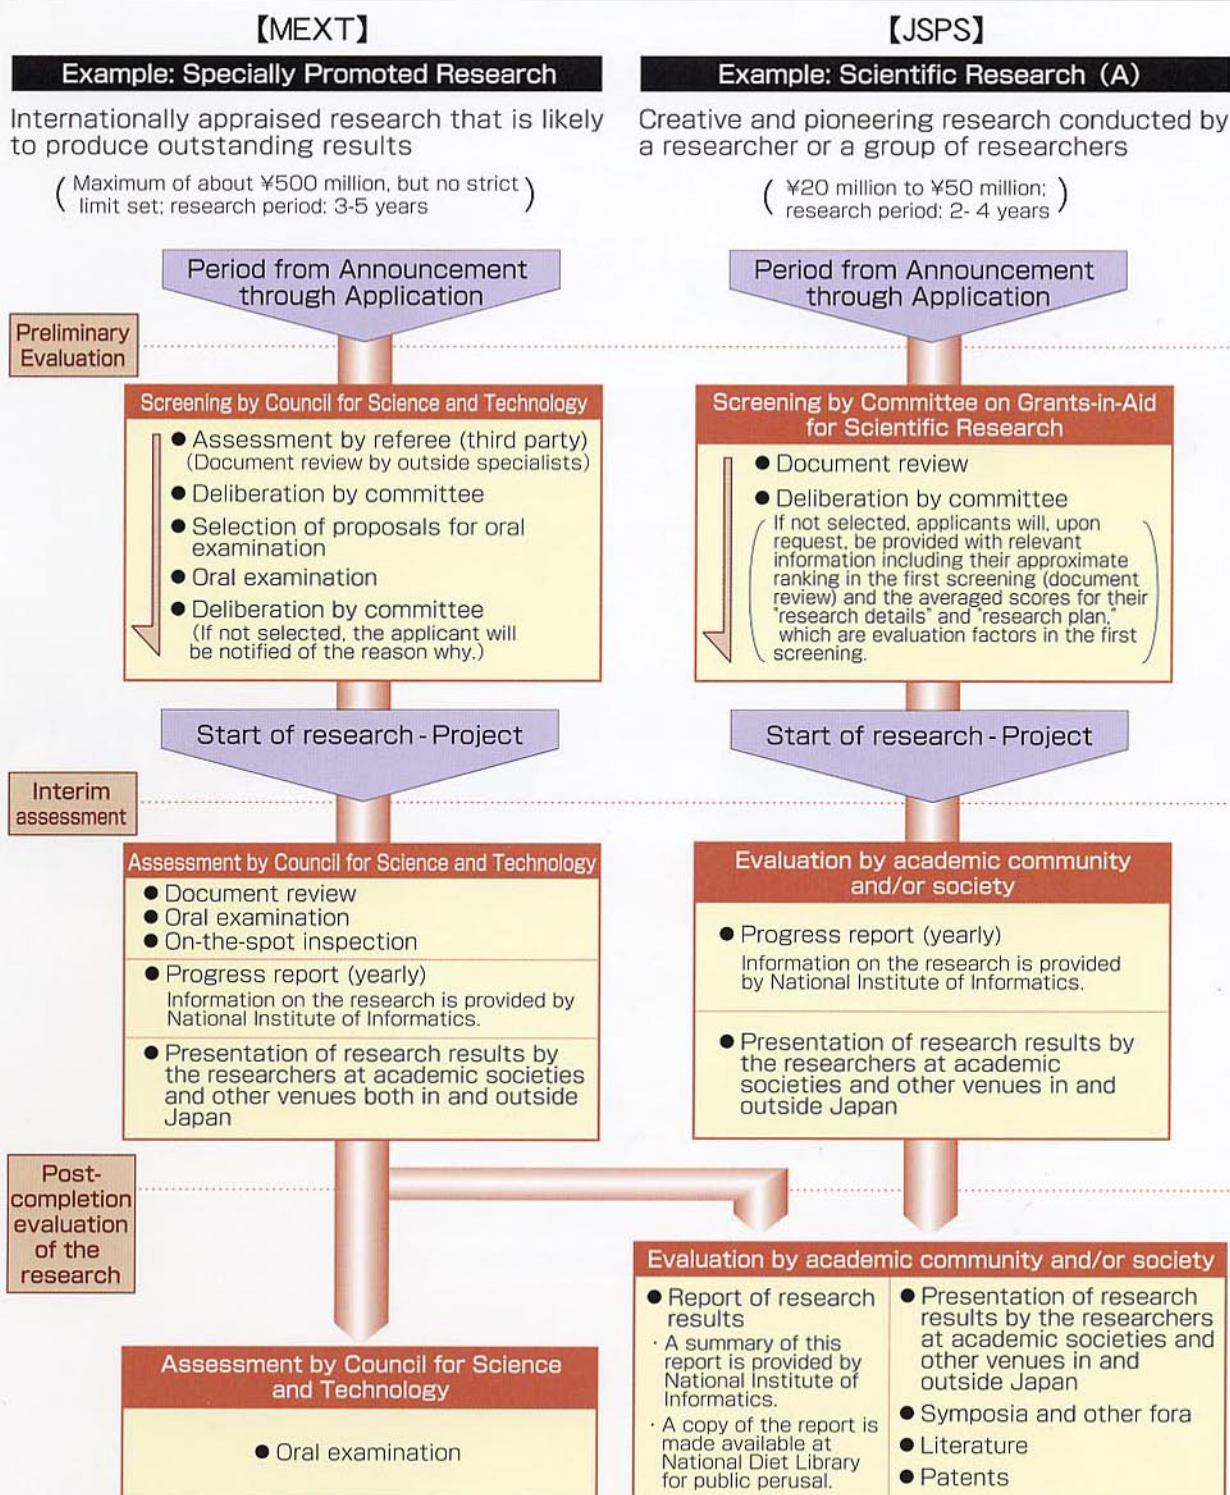 【MEXT】
Example: Specially Promoted Research
Internationally appraised research that is likely
to produce outstanding results
( Maximum of about ¥500 million, but no strict
limit set; research period: 3-5 years )
Period from Announcement
through Application
【JSPS】
Example: Scientific Research (A)
Creative and pioneering research conducted by
a researcher or a group of researchers
( ¥20 million to ¥50 million;
research period: 2- 4 years )
Period from Announcement
through Application
Preliminary
Evaluation
Screening by Council for Science and Technology
● Assessment by referee (third party)
(Document review by outside specialists)
● Deliberation by committee
● Selection of proposals for oral
examination
● Oral examination
● Deliberation by committee
(If not selected, the applicant will
be notified of the reason why.)
Screening by Committee on Grants-in-Aid
for Scientific Research
● Document review
● Deliberation by committee
( If not selected, applicants will, upon
request, be provided with relevant
information including their approximate
ranking in the first screening (document
review) and the averaged scores for their
"research details" and "research plan,"
which are evaluation factors in the first
screening. )
Start of research - Project
Start of research - Project
Interim
assessment
Assessment by Council for Science and Technology
● Document review
● Oral examination
● On-the-spot inspection
● Progress report (yearly)
Information on the research is provided by
National Institute of Informatics.
● Presentation of research results by
the researchers at academic societies
and other venues both in and outside
Japan
Evaluation by academic community
and/or society
● Progress report (yearly)
Information on the research is provided
by National Institute of Informatics.
● Presentation of research results by
the researchers at academic
societies and other venues in and
outside Japan
Post-
completion
evaluation
of the
research
Assessment by Council for Science
and Technology
● Oral examination
Evaluation by academic community and/or society
● Report of research
results
· A summary of this
report is provided by
National Institute of
Informatics.
· A copy of the report is
made available at
National Diet Library
for public perusal.
● Presentation of research
results by the researchers
at academic societies and
other venues in and
outside Japan
● Symposia and other fora
● Literature
● Patents